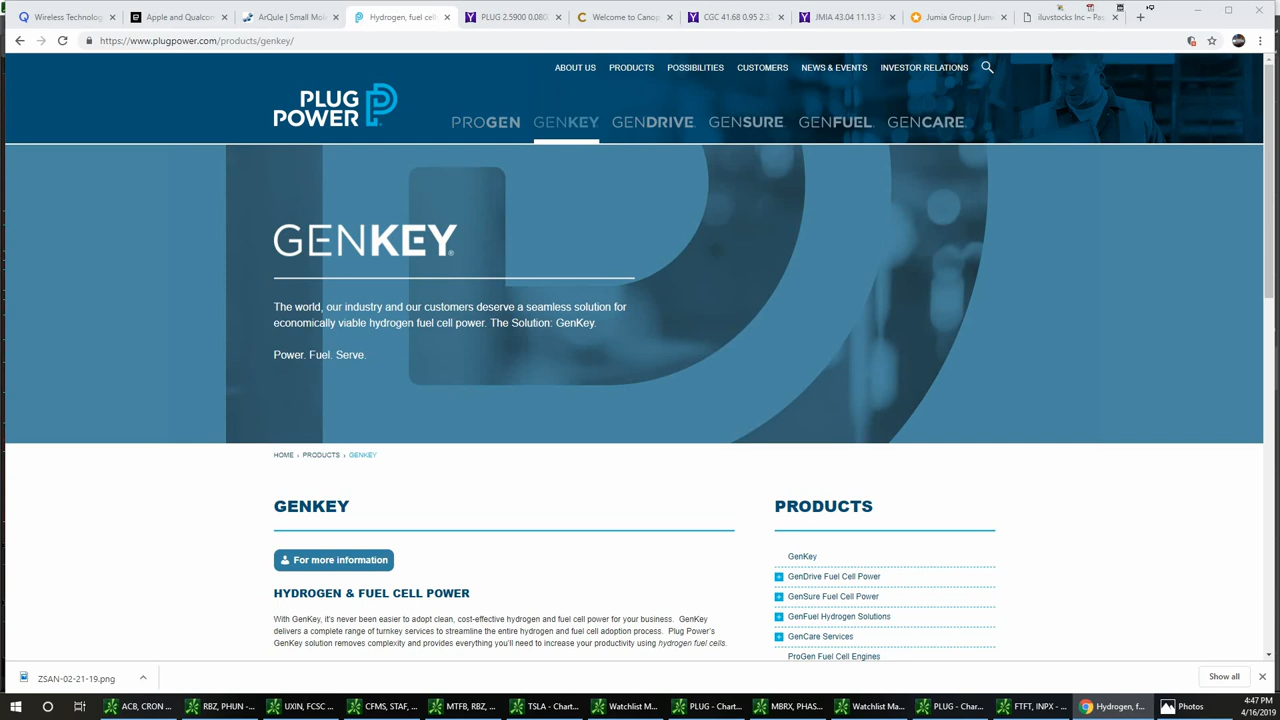 Wireless Technolog
Apple and Qualcom
ArQule | Small Mol
Hydrogen, fuel cell
PLUG 2.5900 0.080
Welcome to Canop
CGC 41.68 0.95 2.3
JMIA 43.04 11.13 3
Jumia Group | Jum
iluvstocks Inc – Pas
https://www.plugpower.com/products/genkey/
ABOUT US PRODUCTS POSSIBILITIES CUSTOMERS NEWS & EVENTS INVESTOR RELATIONS
PLUG
POWER
PROGEN GENKEY GENDRIVE. GENSURE. GENFUEL. GENCARE.
GENKEY®
The world, our industry and our customers deserve a seamless solution for
economically viable hydrogen fuel cell power. The Solution: GenKey.
Power. Fuel. Serve.
HOME › PRODUCTS › GENKEY
GENKEY
For more information
HYDROGEN & FUEL CELL POWER
With GenKey, it's never been easier to adopt clean, cost-effective hydrogen and fuel cell power for your business. GenKey
delivers a complete range of turnkey services to streamline the entire hydrogen and fuel cell adoption process. Plug Power's
GenKey solution removes complexity and provides everything you'll need to increase your productivity using hydrogen fuel cells.
PRODUCTS
GenKey
GenDrive Fuel Cell Power
GenSure Fuel Cell Power
GenFuel Hydrogen Solutions
GenCare Services
ProGen Fuel Cell Engines
ZSAN-02-21-19.png
Show all
ACB, CRON ...
RBZ, PHUN -...
UXIN, FCSC ...
CFMS, STAF, ...
MTFB, RBZ, ...
TSLA - Chart...
Watchlist Ma...
PLUG - Char...
MBRX, PHAS...
Watchlist Ma...
PLUG - Char...
FTFT, INPX - ...
Hydrogen, f...
Photos
4:47 PM
4/16/2019